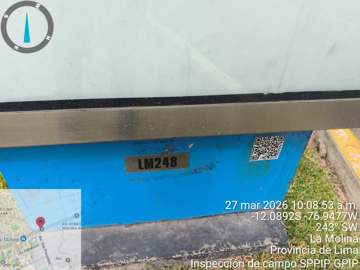 LM248
27 mar 2026 10:08:53 a. m.
-12.0892S -76.9477W
243° SW
La Molina
Provincia de Lima
Inspección de campo SPPIP GPIP